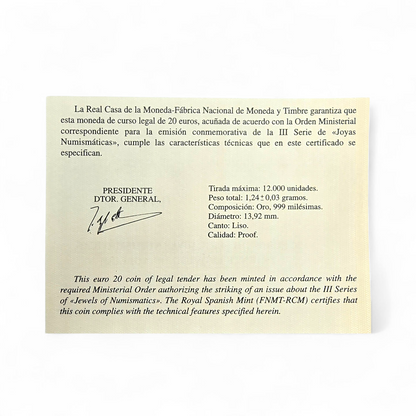 La Real Casa de la Moneda-Fábrica Nacional de Moneda y Timbre garantiza que
esta moneda de curso legal de 20 euros, acuñada de acuerdo con la Orden Ministerial
correspondiente para la emisión conmemorativa de la III Serie de «Joyas
Numismáticas», cumple las características técnicas que en este certificado se
especifican.
PRESIDENTE
DTOR. GENERAL,
Tirada máxima: 12.000 unidades.
Peso total: 1,24 ± 0,03 gramos.
Composición: Oro, 999 milésimas.
Diámetro: 13,92 mm.
Canto: Liso.
Calidad: Proof.
This euro 20 coin of legal tender has been minted in accordance with the
required Ministerial Order authorizing the striking of an issue about the III Series
of «Jewels of Numismatics». The Royal Spanish Mint (FNMT-RCM) certifies that
this coin complies with the technical features specified herein.